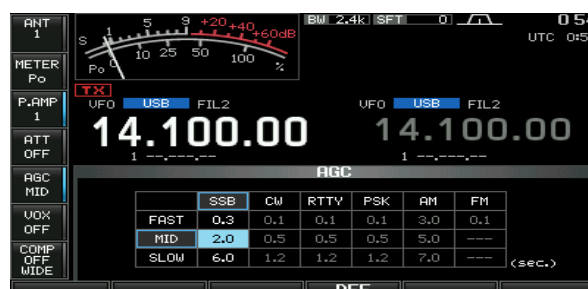 ANT
1
METER
Po
P.AMP
1
ATT
OFF
AGC
MID
VOX
OFF
COMP
OFF
WIDE
S 1 5 9 +20 +40 +60dB
Po 0 10 25 50 100 %
BW 2.4k SFT 0
0 54
UTC 0:5
TX
VFO USB FIL2
14.100.00
1 --.---.--
VFO USB FIL2
14.100.00
1 --.---.--
AGC
SSB CW RTTY PSK AM FM
FAST 0.3 0.1 0.1 0.1 3.0 0.1
MID 2.0 0.5 0.5 0.5 5.0 ---
SLOW 6.0 1.2 1.2 1.2 7.0 --- (sec.)